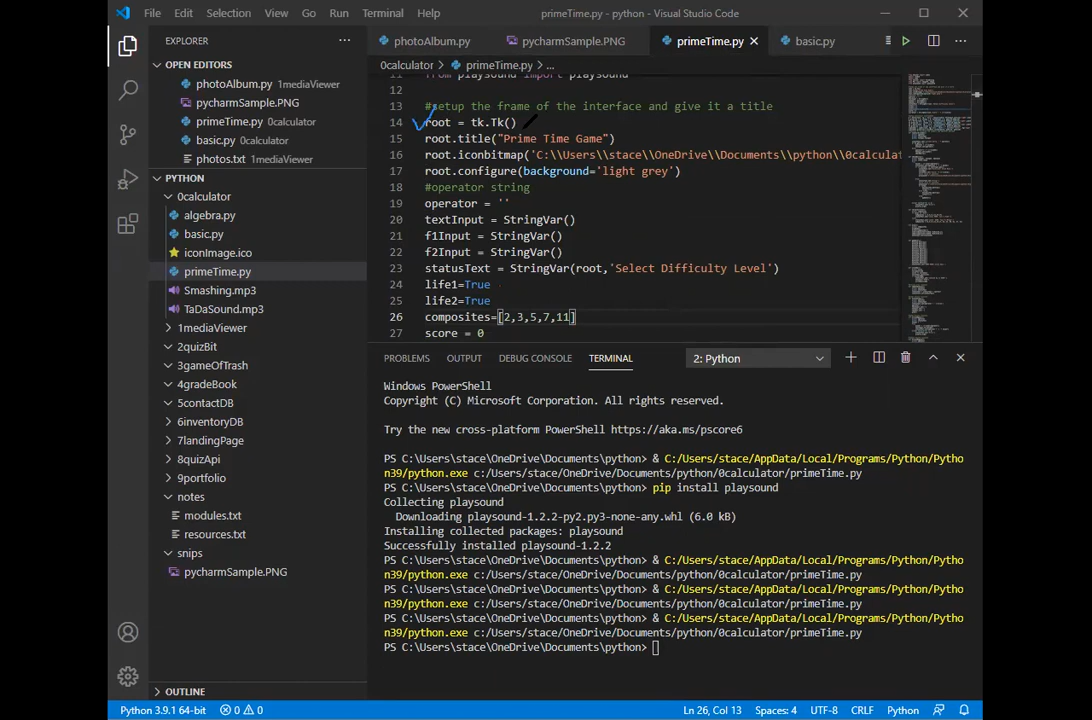 File Edit Selection View Go Run Terminal Help primeTime.py - python - Visual Studio Code
EXPLORER
OPEN EDITORS
photoAlbum.py 1mediaViewer
pycharmSample.PNG
primeTime.py 0calculator
basic.py 0calculator
photos.txt 1mediaViewer
PYTHON
0calculator
algebra.py
basic.py
iconImage.ico
primeTime.py
Smashing.mp3
TaDaSound.mp3
1mediaViewer
2quizBit
3gameOfTrash
4gradeBook
5contactDB
6inventoryDB
7landingPage
8quizApi
9portfolio
notes
modules.txt
resources.txt
snips
pycharmSample.PNG
OUTLINE
photoAlbum.py pycharmSample.PNG primeTime.py basic.py
0calculator > primeTime.py > ...
11 from playsound import playsound
12
13 #setup the frame of the interface and give it a title
14 root = tk.Tk()
15 root.title("Prime Time Game")
16 root.iconbitmap('C:\\Users\\stace\\OneDrive\\Documents\\python\\0calculat
17 root.configure(background='light grey')
18 #operator string
19 operator = ''
20 textInput = StringVar()
21 f1Input = StringVar()
22 f2Input = StringVar()
23 statusText = StringVar(root,'Select Difficulty Level')
24 life1=True
25 life2=True
26 composites=[2,3,5,7,11]
27 score = 0
PROBLEMS OUTPUT DEBUG CONSOLE TERMINAL 2: Python
Windows PowerShell
Copyright (C) Microsoft Corporation. All rights reserved.
Try the new cross-platform PowerShell https://aka.ms/pscore6
PS C:\Users\stace\OneDrive\Documents\python> & C:/Users/stace/AppData/Local/Programs/Python/Pytho
n39/python.exe c:/Users/stace/OneDrive/Documents/python/0calculator/primeTime.py
PS C:\Users\stace\OneDrive\Documents\python> pip install playsound
Collecting playsound
Downloading playsound-1.2.2-py2.py3-none-any.whl (6.0 kB)
Installing collected packages: playsound
Successfully installed playsound-1.2.2
PS C:\Users\stace\OneDrive\Documents\python> & C:/Users/stace/AppData/Local/Programs/Python/Pytho
n39/python.exe c:/Users/stace/OneDrive/Documents/python/0calculator/primeTime.py
PS C:\Users\stace\OneDrive\Documents\python> & C:/Users/stace/AppData/Local/Programs/Python/Pytho
n39/python.exe c:/Users/stace/OneDrive/Documents/python/0calculator/primeTime.py
PS C:\Users\stace\OneDrive\Documents\python> & C:/Users/stace/AppData/Local/Programs/Python/Pytho
n39/python.exe c:/Users/stace/OneDrive/Documents/python/0calculator/primeTime.py
PS C:\Users\stace\OneDrive\Documents\python>
Python 3.9.1 64-bit 0 0 Ln 26, Col 13 Spaces: 4 UTF-8 CRLF Python